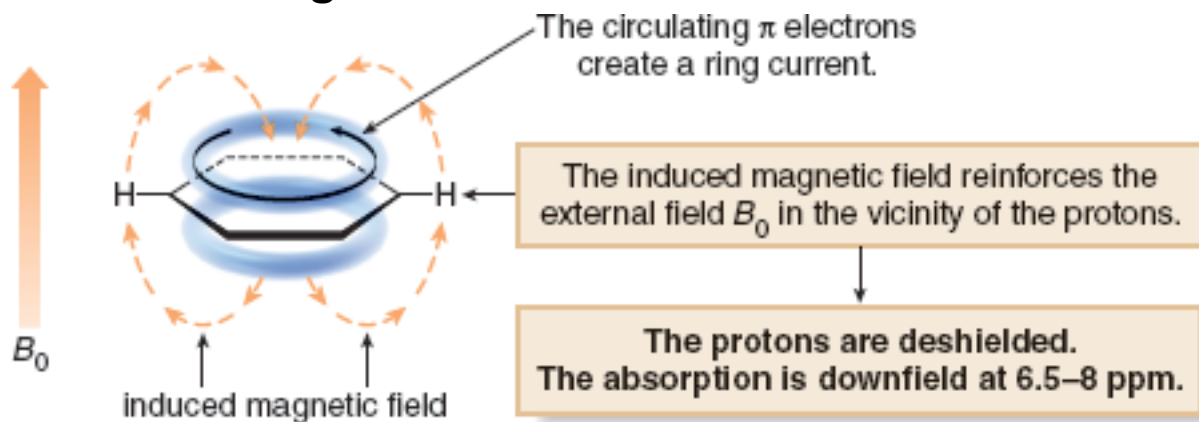 The circulating π electrons
create a ring current.
B₀
H
H
The induced magnetic field reinforces the
external field B₀ in the vicinity of the protons.
The protons are deshielded.
The absorption is downfield at 6.5–8 ppm.
induced magnetic field